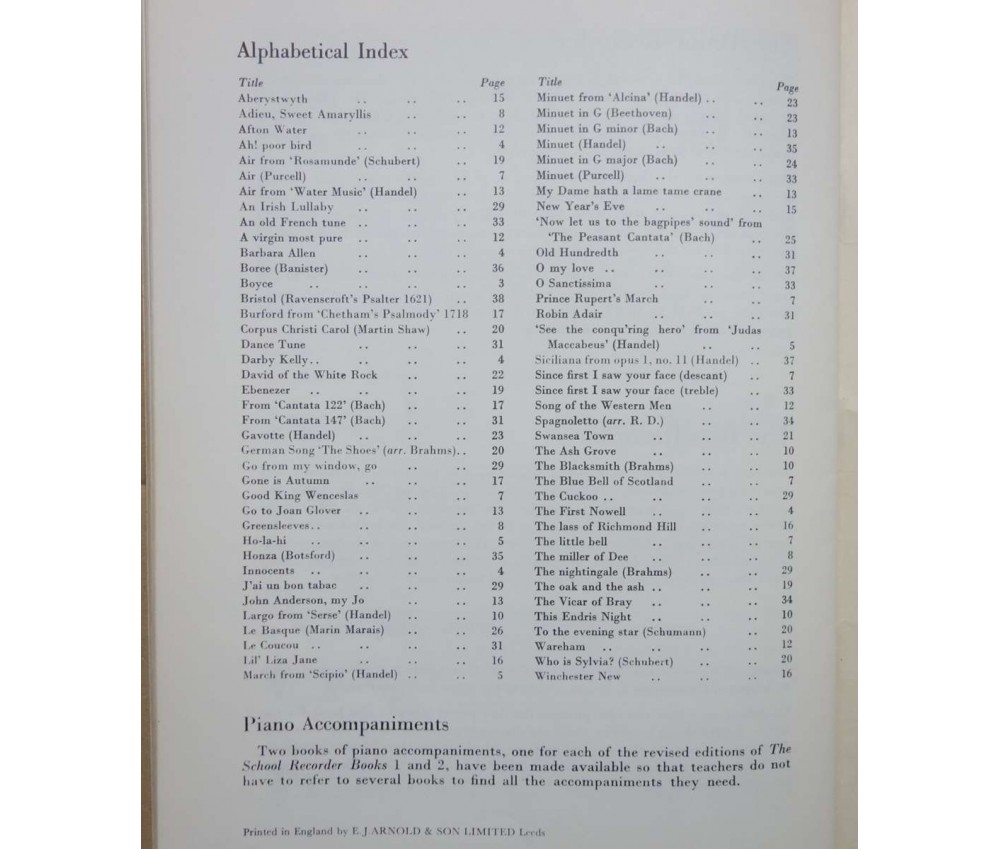 Alphabetical Index
Title Page
Aberystwyth .. .. .. 15
Adieu, Sweet Amaryllis .. .. 8
Afton Water .. .. .. 12
Ah! poor bird .. .. .. 4
Air from ‘Rosamunde’ (Schubert) .. 19
Air (Purcell) .. .. .. 7
Air from ‘Water Music’ (Handel) .. 13
An Irish Lullaby .. .. .. 29
An old French tune .. .. .. 33
A virgin most pure .. .. .. 12
Barbara Allen .. .. .. 4
Boree (Banister) .. .. .. 36
Boyce .. .. .. .. 3
Bristol (Ravenscroft’s Psalter 1621) .. 38
Burford from ‘Chetham’s Psalmody’ 1718 17
Corpus Christi Carol (Martin Shaw) .. 20
Dance Tune .. .. .. 31
Darby Kelly.. .. .. .. 4
David of the White Rock .. .. 22
Ebenezer .. .. .. .. 19
From ‘Cantata 122’ (Bach) .. .. 17
From ‘Cantata 147’ (Bach) .. .. 31
Gavotte (Handel) .. .. .. 23
German Song ‘The Shoes’ (arr. Brahms).. 20
Go from my window, go .. .. 29
Gone is Autumn .. .. .. 17
Good King Wenceslas .. .. 7
Go to Joan Glover .. .. .. 13
Greensleeves.. .. .. .. 8
Ho-la-hi .. .. .. .. 5
Honza (Botsford) .. .. .. 35
Innocents .. .. .. .. 4
J’ai un bon tabac .. .. .. 29
John Anderson, my Jo .. .. 13
Largo from ‘Serse’ (Handel) .. .. 10
Le Basque (Marin Marais) .. .. 26
Le Coucou .. .. .. .. 31
Lil’ Liza Jane .. .. .. 16
March from ‘Scipio’ (Handel) .. .. 5
Title Page
Minuet from ‘Alcina’ (Handel) .. .. 23
Minuet in G (Beethoven) .. .. 23
Minuet in G minor (Bach) .. .. 13
Minuet (Handel) .. .. .. 35
Minuet in G major (Bach) .. .. 24
Minuet (Purcell) .. .. .. 33
My Dame hath a lame tame crane .. 13
New Year’s Eve .. .. .. 15
‘Now let us to the bagpipes’ sound’ from
‘The Peasant Cantata’ (Bach) .. 25
Old Hundredth .. .. .. 31
O my love .. .. .. .. 37
O Sanctissima .. .. .. 33
Prince Rupert’s March .. .. 7
Robin Adair .. .. .. 31
‘See the conqu’ring hero’ from ‘Judas
Maccabeus’ (Handel) .. .. 5
Siciliana from opus 1, no. 11 (Handel) .. 37
Since first I saw your face (descant) .. 7
Since first I saw your face (treble) .. 33
Song of the Western Men .. .. 12
Spagnoletto (arr. R. D.) .. .. 34
Swansea Town .. .. .. 21
The Ash Grove .. .. .. 10
The Blacksmith (Brahms) .. .. 10
The Blue Bell of Scotland .. .. 7
The Cuckoo .. .. .. .. 29
The First Nowell .. .. .. 4
The lass of Richmond Hill .. .. 16
The little bell .. .. .. 7
The miller of Dee .. .. .. 8
The nightingale (Brahms) .. .. 29
The oak and the ash .. .. .. 19
The Vicar of Bray .. .. .. 34
This Endris Night .. .. .. 10
To the evening star (Schumann) .. 20
Wareham .. .. .. .. 12
Who is Sylvia? (Schubert) .. .. 20
Winchester New .. .. .. 16
Piano Accompaniments
Two books of piano accompaniments, one for each of the revised editions of The
School Recorder Books 1 and 2, have been made available so that teachers do not
have to refer to several books to find all the accompaniments they need.
Printed in England by E.J ARNOLD & SON LIMITED Leeds